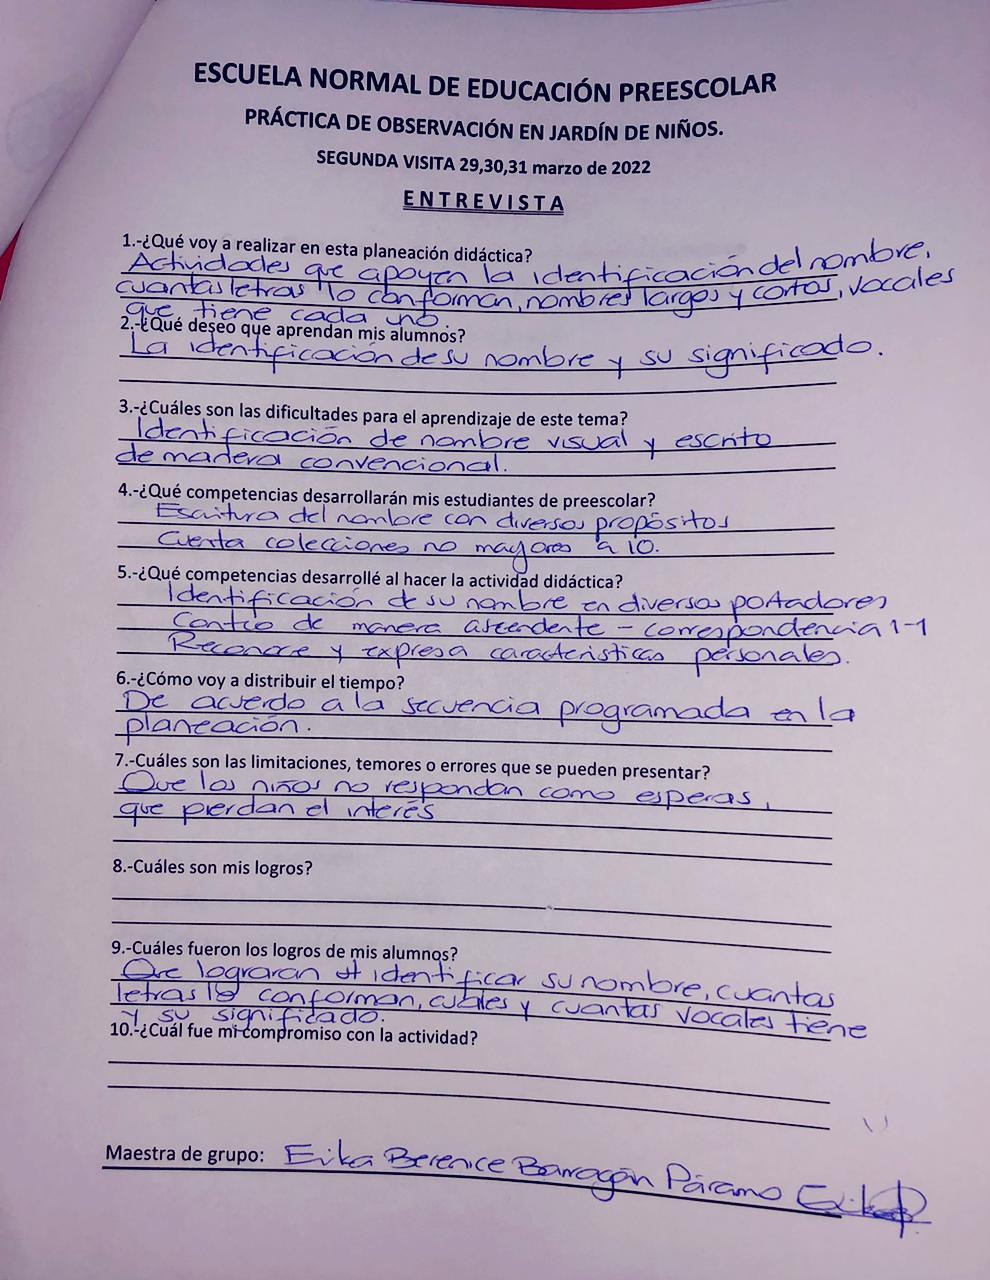 ESCUELA NORMAL DE EDUCACIÓN PREESCOLAR
PRÁCTICA DE OBSERVACIÓN EN JARDÍN DE NIÑOS.
SEGUNDA VISITA 29,30,31 marzo de 2022
ENTREVISTA
1.-¿Qué voy a realizar en esta planeación didáctica?
Actividades que apoyen la identificación del nombre,
cuantas letras lo conforman, nombres largos y cortos, vocales
que tiene cada uno.
2.-¿Qué deseo que aprendan mis alumnos?
La identificación de su nombre y su significado.
3.-¿Cuáles son las dificultades para el aprendizaje de este tema?
Identificación de nombre visual y escrito
de manera convencional.
4.-¿Qué competencias desarrollarán mis estudiantes de preescolar?
Escritura del nombre con diversos propósitos
Cuenta colecciones no mayores a 10.
5.-¿Qué competencias desarrollé al hacer la actividad didáctica?
Identificación de su nombre en diversos portadores
Conteo de manera ascendente - correspondencia 1-1
Reconoce y expresa características personales.
6.-¿Cómo voy a distribuir el tiempo?
De acuerdo a la secuencia programada en la
planeación.
7.-Cuáles son las limitaciones, temores o errores que se pueden presentar?
Que los niños no respondan como esperas,
que pierdan el interés
8.-Cuáles son mis logros?
9.-Cuáles fueron los logros de mis alumnos?
Que lograran identificar su nombre, cuantas
letras lo conforman, cuáles y cuantas vocales tiene
y su significado.
10.-¿Cuál fue mi compromiso con la actividad?
Maestra de grupo: Erika Berenice Barragán Páramo